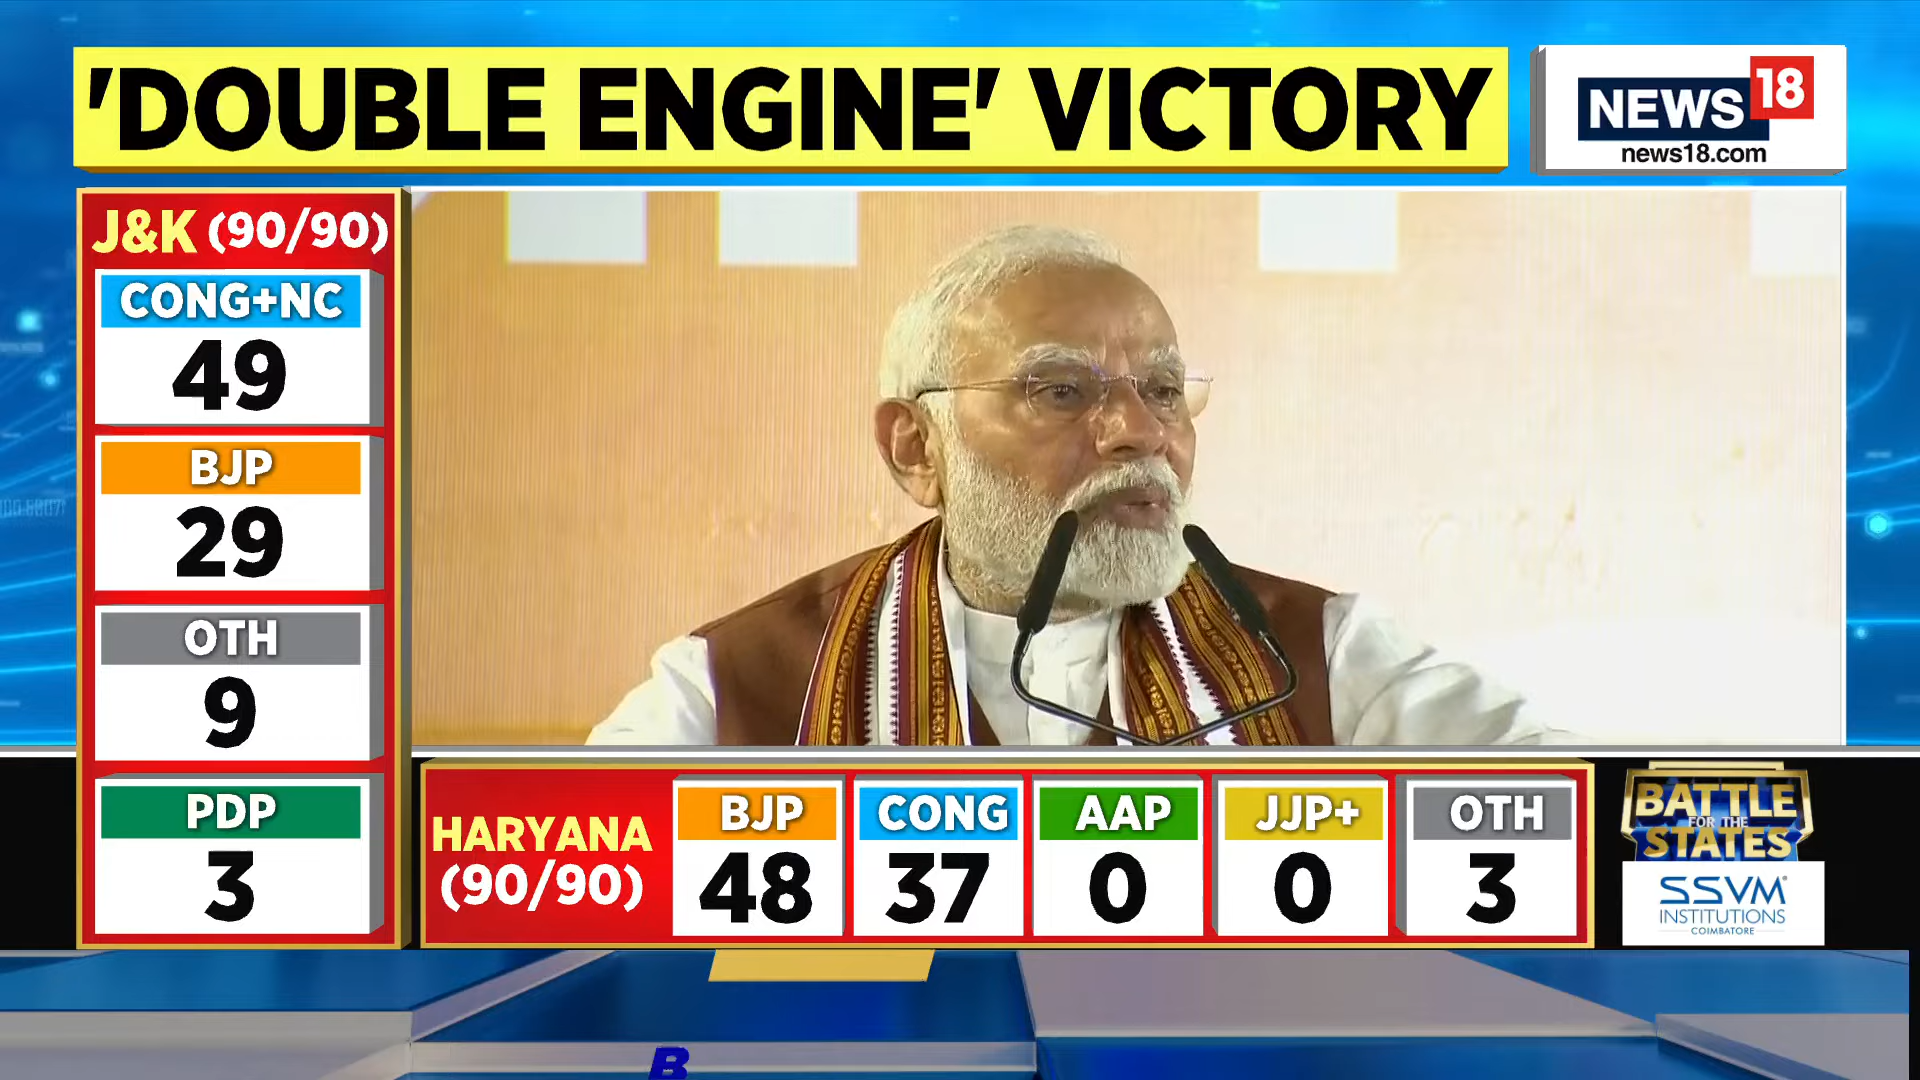 'DOUBLE ENGINE' VICTORY
NEWS18
news18.com
J&K (90/90)
CONG+NC
49
BJP
29
OTH
9
PDP
3
HARYANA
(90/90)
BJP
48
CONG
37
AAP
0
JJP+
0
OTH
3
BATTLE
FOR THE
STATES
SSVM
INSTITUTIONS
COIMBATORE
B